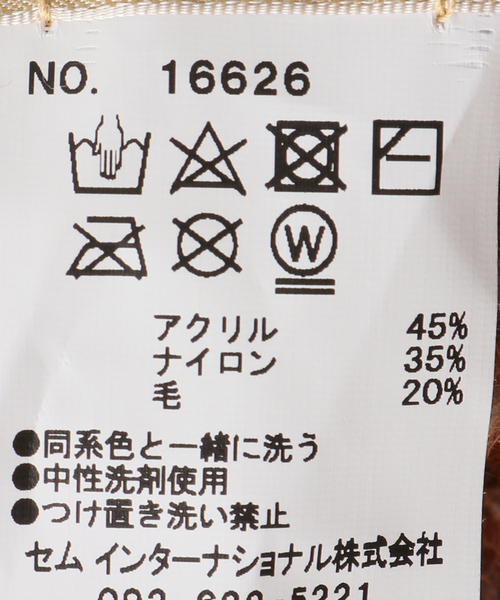 NO. 16626
W
アクリル 45%
ナイロン 35%
毛 20%
●同系色と一緒に洗う
●中性洗剤使用
●つけ置き洗い禁止
セム インターナショナル株式会社